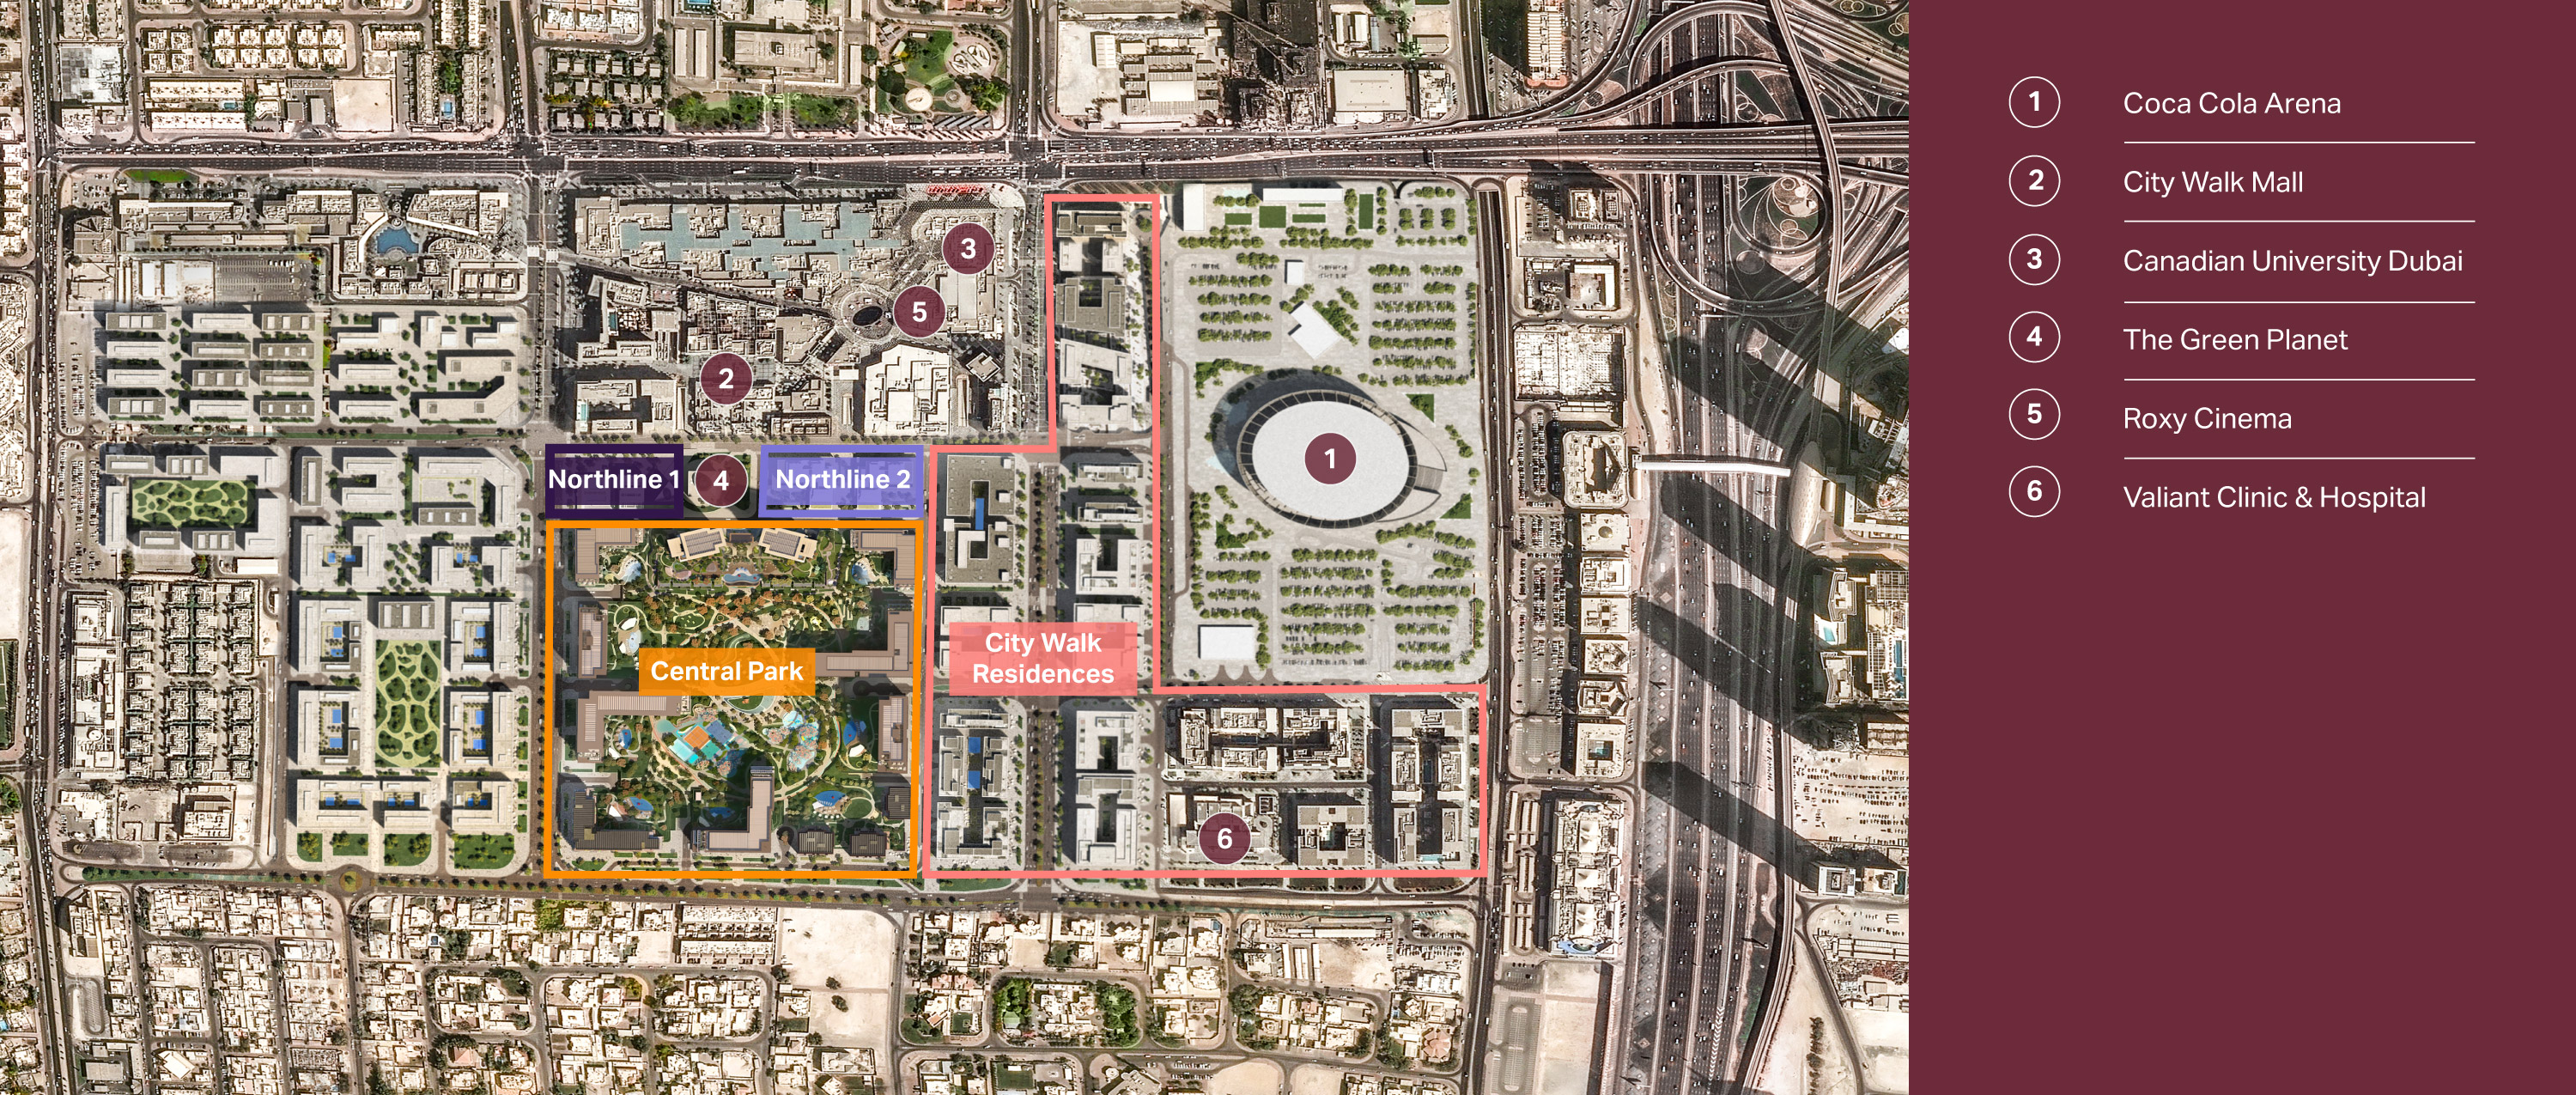 3
5
2
1
Northline 1
4
Northline 2
City Walk
Residences
Central Park
6
1 Coca Cola Arena
2 City Walk Mall
3 Canadian University Dubai
4 The Green Planet
5 Roxy Cinema
6 Valiant Clinic & Hospital